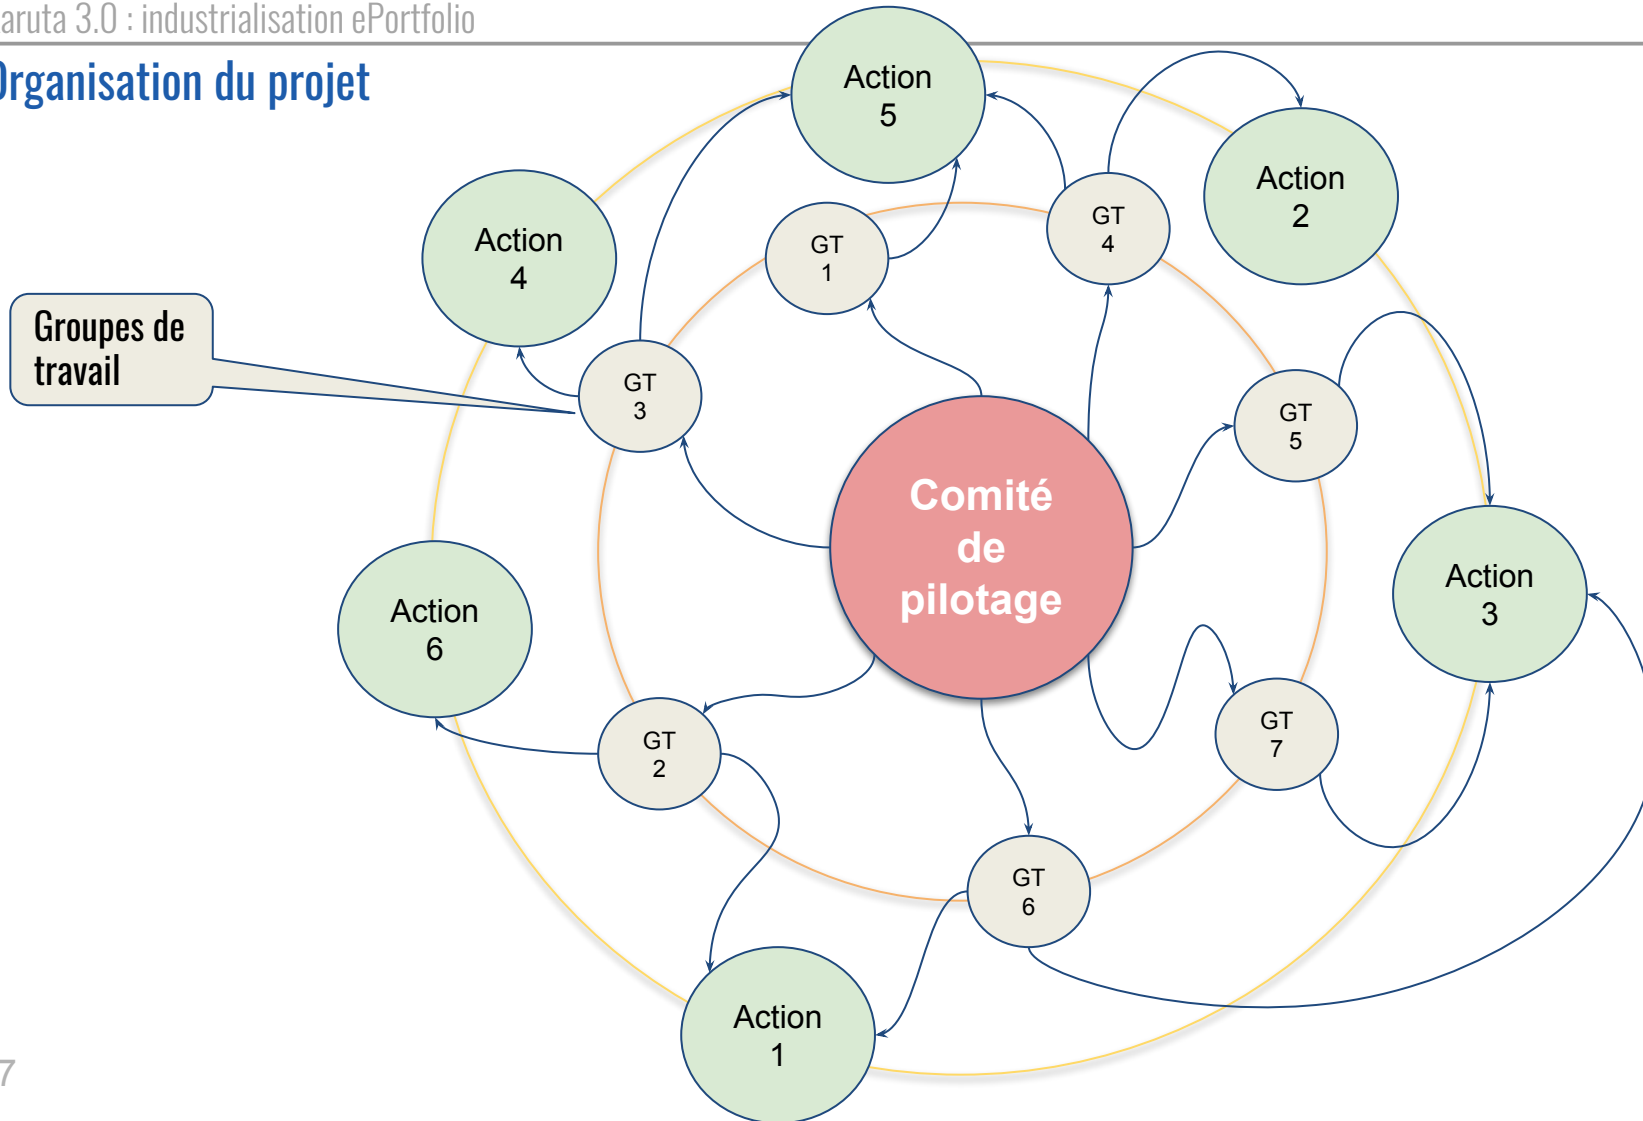 aruta 3.0 : industrialisation ePortfolio
Organisation du projet
Action
5
Action
2
Action
4
GT
1
GT
4
Groupes de
travail
GT
3
GT
5
Comité
de
pilotage
Action
3
Action
6
GT
2
GT
7
GT
6
Action
1
7